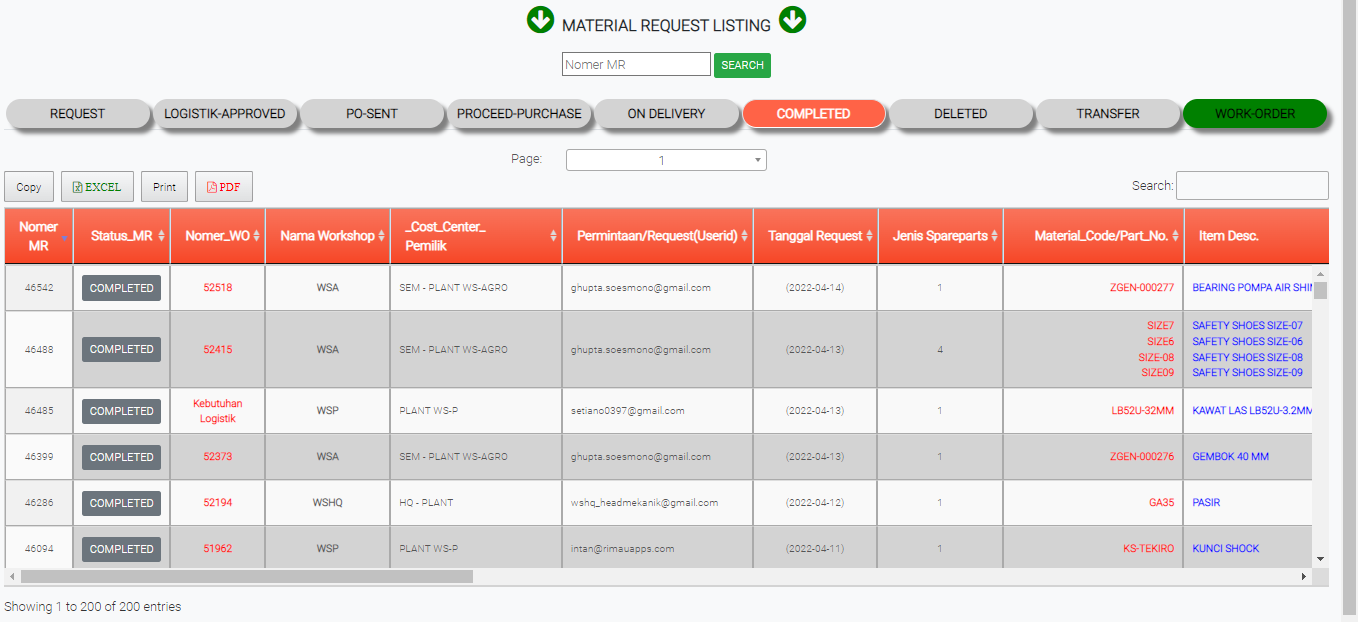 MATERIAL REQUEST LISTING
Nomer MR SEARCH
REQUEST LOGISTIK-APPROVED PO-SENT PROCEED-PURCHASE ON DELIVERY COMPLETED DELETED TRANSFER WORK-ORDER
Page: 1
Copy EXCEL Print PDF Search:
Nomer MR Status_MR Nomer_WO Nama Workshop _Cost_Center_ Pemilik Permintaan/Request(Userid) Tanggal Request Jenis Spareparts Material_Code/Part_No. Item Desc.
46542 COMPLETED 52518 WSA SEM - PLANT WS-AGRO ghupta.soesmono@gmail.com (2022-04-14) 1 ZGEN-000277 BEARING POMPA AIR
46488 COMPLETED 52415 WSA SEM - PLANT WS-AGRO ghupta.soesmono@gmail.com (2022-04-13) 4 SIZE7 SAFETY SHOES SIZE-07
SIZE6 SAFETY SHOES SIZE-06
SIZE-08 SAFETY SHOES SIZE-08
SIZE09 SAFETY SHOES SIZE-09
46485 COMPLETED Kebutuhan Logistik WSP PLANT WS-P setiano0397@gmail.com (2022-04-13) 1 LB52U-32MM KAWAT LAS LB52U-3.2MM
46399 COMPLETED 52373 WSA SEM - PLANT WS-AGRO ghupta.soesmono@gmail.com (2022-04-13) 1 ZGEN-000276 GEMBOK 40 MM
46286 COMPLETED 52194 WSHQ HQ - PLANT wshq_headmekanik@gmail.com (2022-04-12) 1 GA35 PASIR
46094 COMPLETED 51962 WSP PLANT WS-P intan@rimauapps.com (2022-04-11) 1 KS-TEKIRO KUNCI SHOCK
Showing 1 to 200 of 200 entries